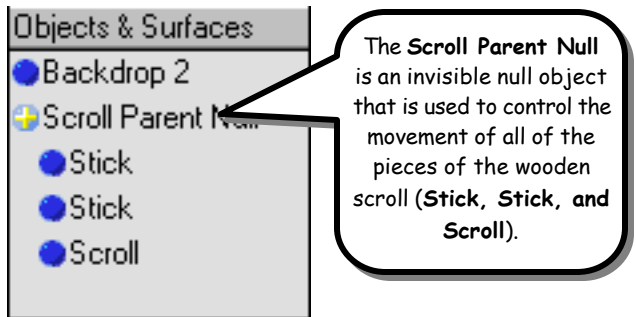 Objects & Surfaces
Backdrop 2
Scroll Parent Null
Stick
Stick
Scroll
The Scroll Parent Null
is an invisible null object
that is used to control the
movement of all of the
pieces of the wooden
scroll (Stick, Stick, and
Scroll).